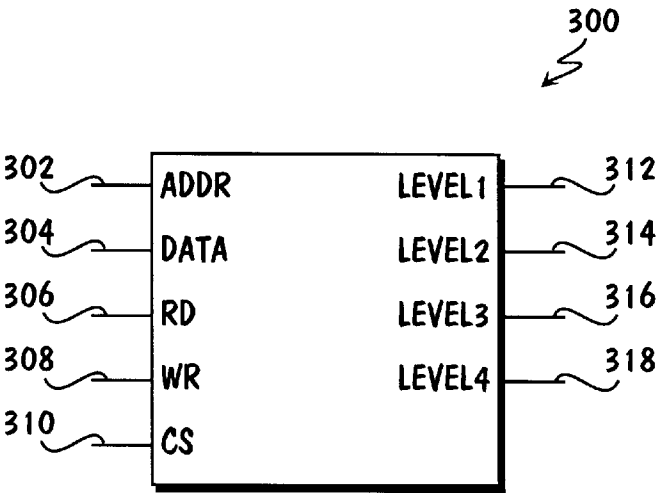 300
302 ADDR LEVEL1 312
304 DATA LEVEL2 314
306 RD LEVEL3 316
308 WR LEVEL4 318
310 CS